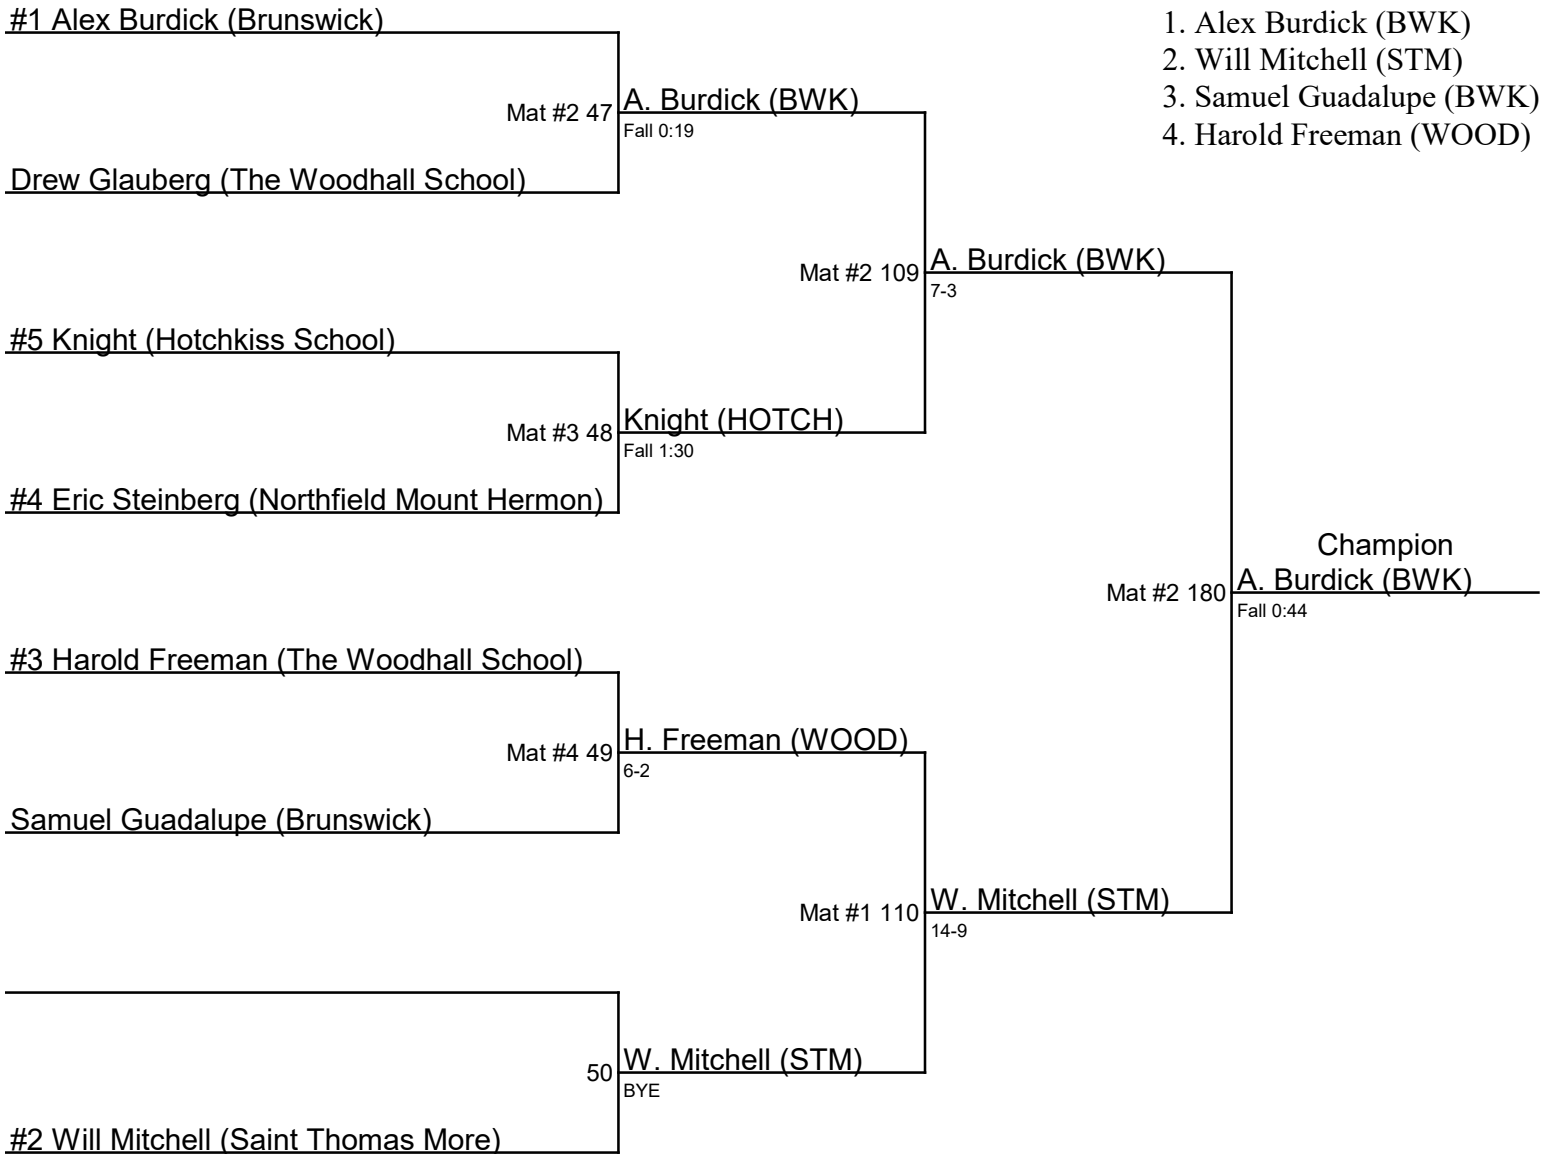 #1 Alex Burdick (Brunswick)
Mat #2 47
A. Burdick (BWK)
Fall 0:19
Drew Glauberg (The Woodhall School)
Mat #2 109
A. Burdick (BWK)
7-3
#5 Knight (Hotchkiss School)
Mat #3 48
Knight (HOTCH)
Fall 1:30
#4 Eric Steinberg (Northfield Mount Hermon)
Champion
Mat #2 180
A. Burdick (BWK)
Fall 0:44
#3 Harold Freeman (The Woodhall School)
Mat #4 49
H. Freeman (WOOD)
6-2
Samuel Guadalupe (Brunswick)
Mat #1 110
W. Mitchell (STM)
14-9
50
W. Mitchell (STM)
BYE
#2 Will Mitchell (Saint Thomas More)
1. Alex Burdick (BWK)
2. Will Mitchell (STM)
3. Samuel Guadalupe (BWK)
4. Harold Freeman (WOOD)